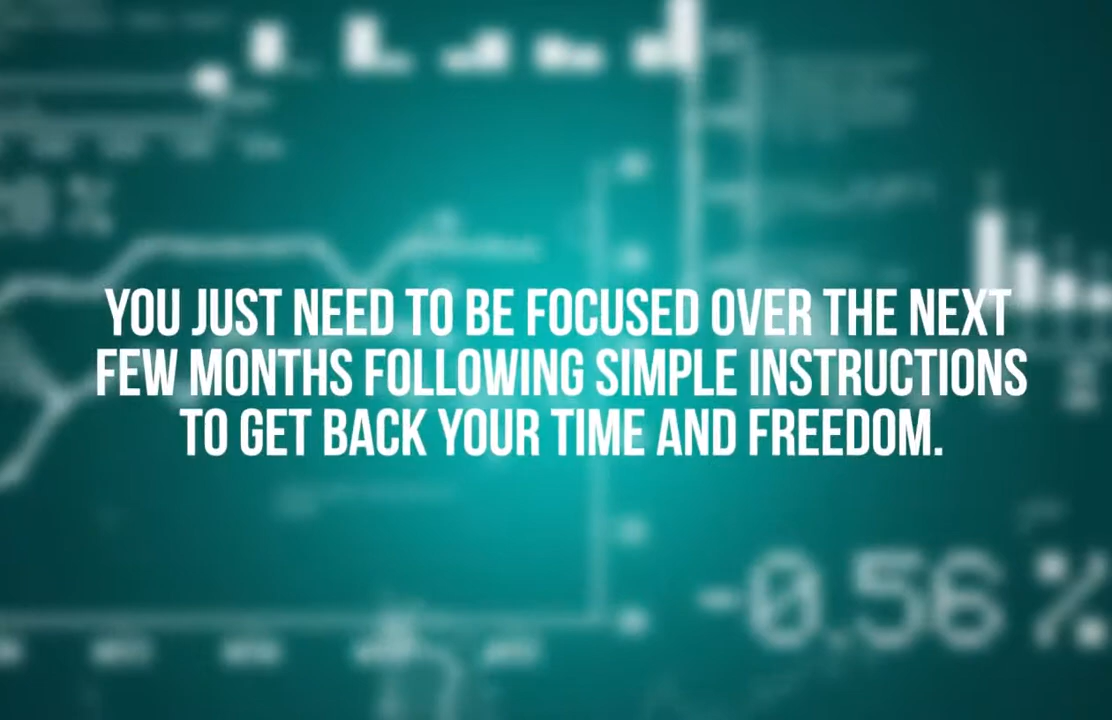 YOU JUST NEED TO BE FOCUSED OVER THE NEXT
FEW MONTHS FOLLOWING SIMPLE INSTRUCTIONS
TO GET BACK YOUR TIME AND FREEDOM.
-0.56 %